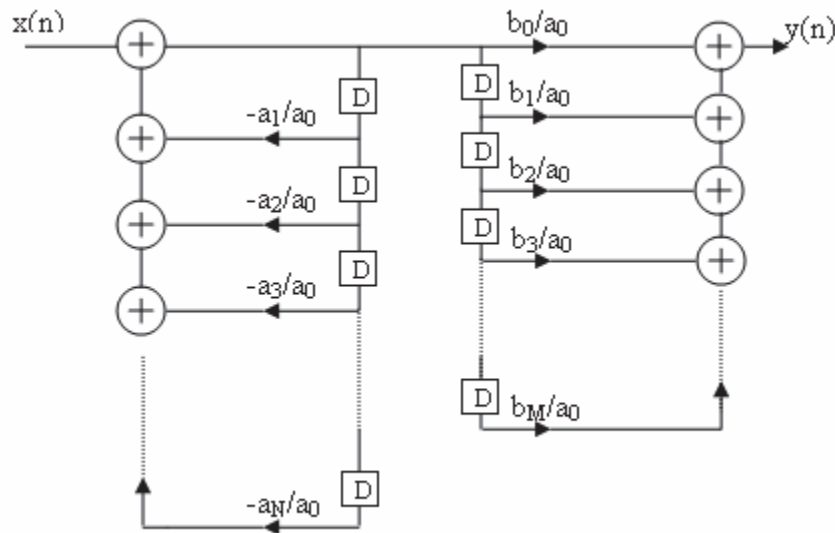 x(n)
b0/a0
y(n)
D
D
-a1/a0
b1/a0
D
D
-a2/a0
b2/a0
D
D
-a3/a0
b3/a0
D
bM/a0
D
-aN/a0